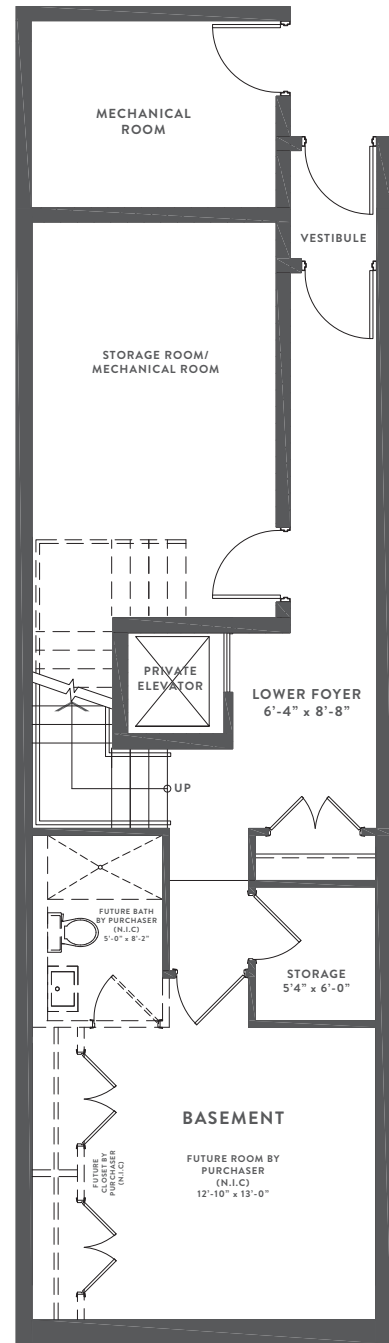 MECHANICAL
ROOM
VESTIBULE
STORAGE ROOM/
MECHANICAL ROOM
PRIVATE
ELEVATOR
LOWER FOYER
6'-4" x 8'-8"
UP
FUTURE BATH
BY PURCHASER
(N.I.C)
5'-0" x 8'-2"
STORAGE
5'4" x 6'-0"
BASEMENT
FUTURE ROOM BY
PURCHASER
(N.I.C)
12'-10" x 13'-0"
FUTURE
CLOSET BY
PURCHASER
(N.I.C)